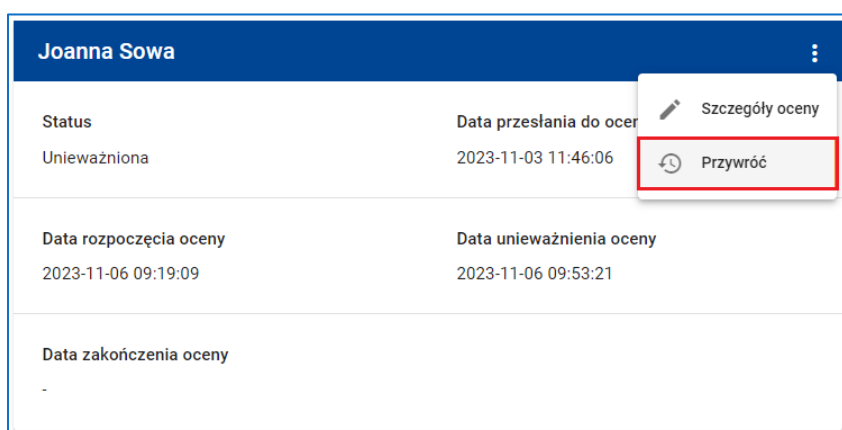 Joanna Sowa
Szczegóły oceny
Przywróć
Status
Unieważniona
Data przesłania do ocen
2023-11-03 11:46:06
Data rozpoczęcia oceny
2023-11-06 09:19:09
Data unieważnienia oceny
2023-11-06 09:53:21
Data zakończenia oceny
-